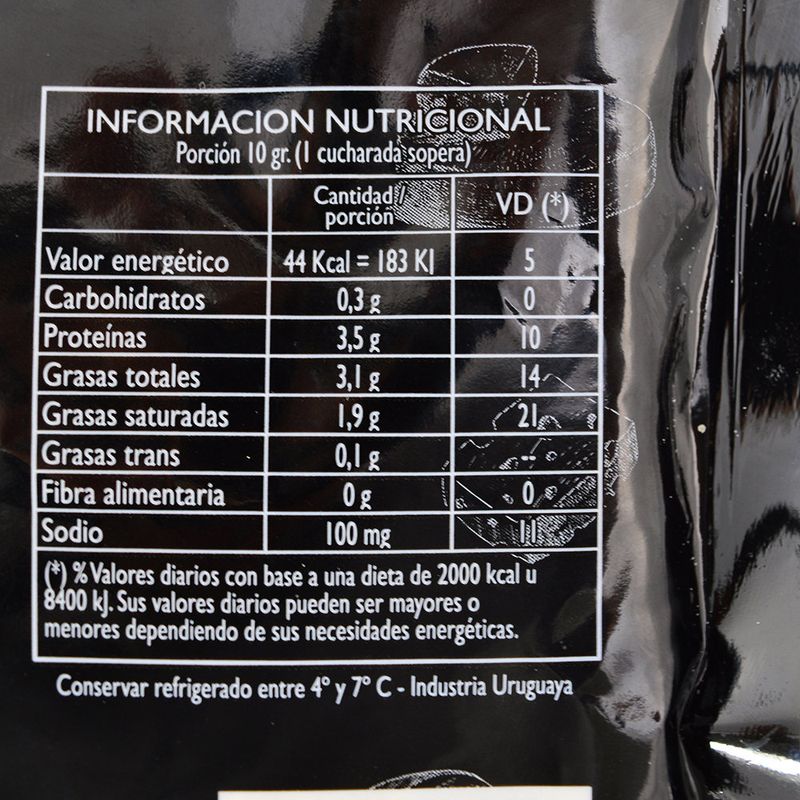 INFORMACION NUTRICIONAL
Porción 10 gr. (1 cucharada sopera)
Cantidad/
porción
VD (*)
Valor energético 44 Kcal = 183 KJ 5
Carbohidratos 0,3 g 0
Proteínas 3,5 g 10
Grasas totales 3,1 g 14
Grasas saturadas 1,9 g 21
Grasas trans 0,1 g --
Fibra alimentaria 0 g 0
Sodio 100 mg 11
(*) % Valores diarios con base a una dieta de 2000 kcal u
8400 kJ. Sus valores diarios pueden ser mayores o
menores dependiendo de sus necesidades energéticas.
Conservar refrigerado entre 4° y 7° C - Industria Uruguaya